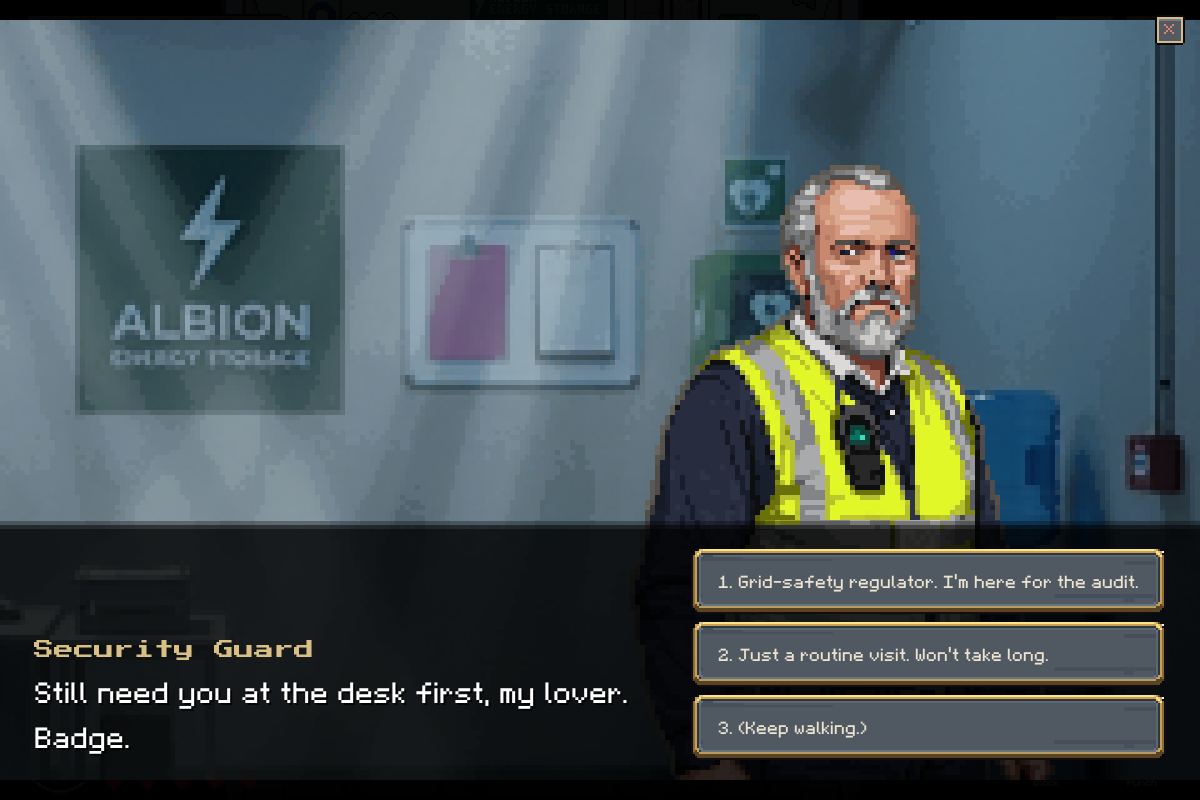 ALBION
Security Guard
Still need you at the desk first, my lover.
Badge.
1. Grid-safety regulator. I'm here for the audit.
2. Just a routine visit. Won't take long.
3. (Keep walking.)